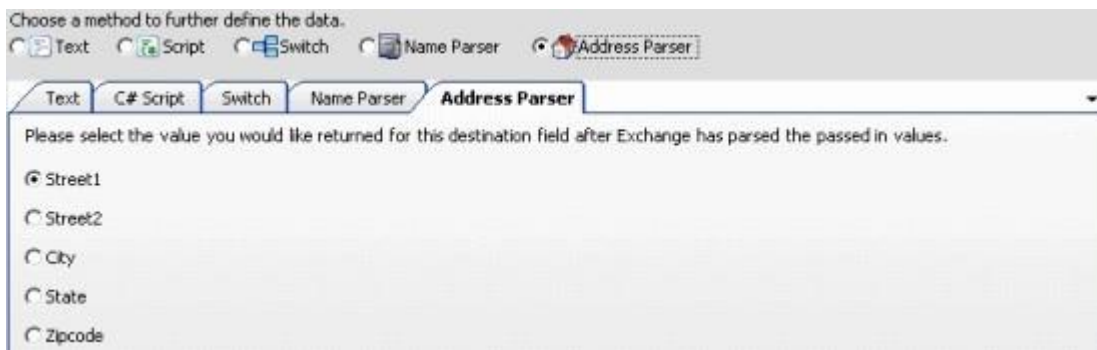 Choose a method to further define the data.
Text Script Switch Name Parser Address Parser
Text C# Script Switch Name Parser Address Parser
Please select the value you would like returned for this destination field after Exchange has parsed the passed in values.
Street1
Street2
City
State
Zipcode